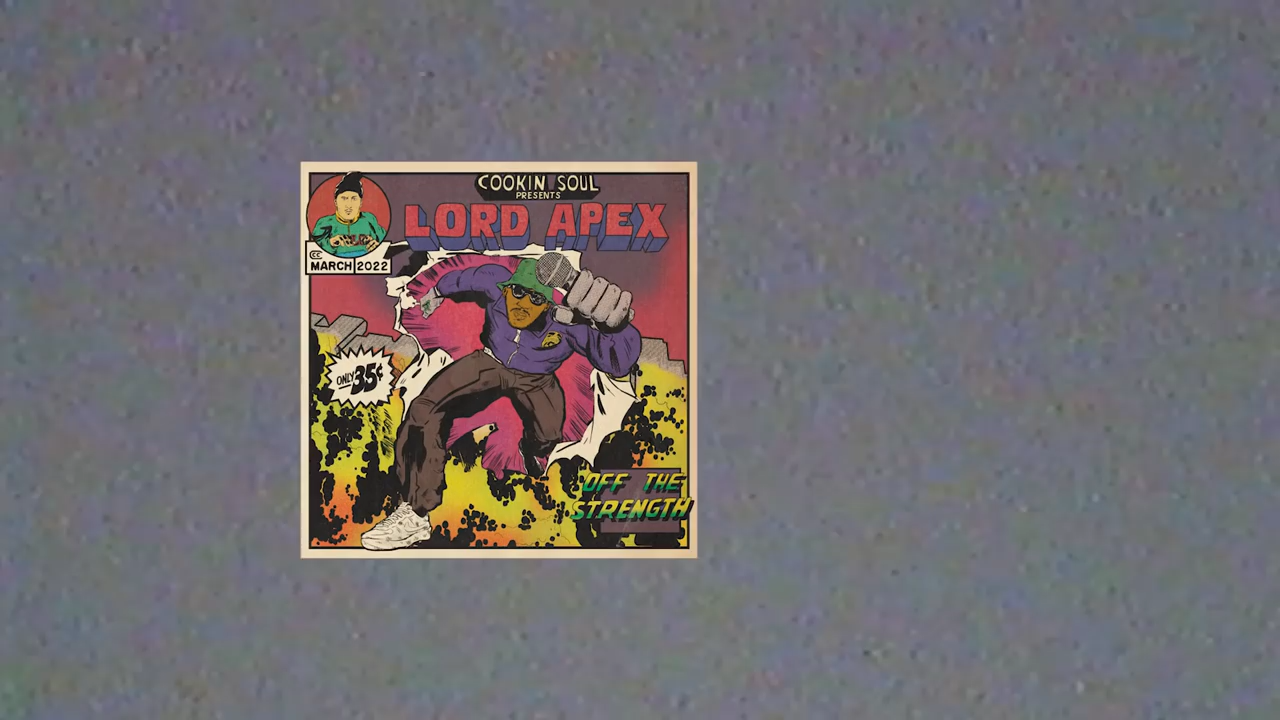 COOKIN SOUL
PRESENTS
LORD APEX
CC
MARCH 2022
ONLY 35¢
OFF THE
STRENGTH